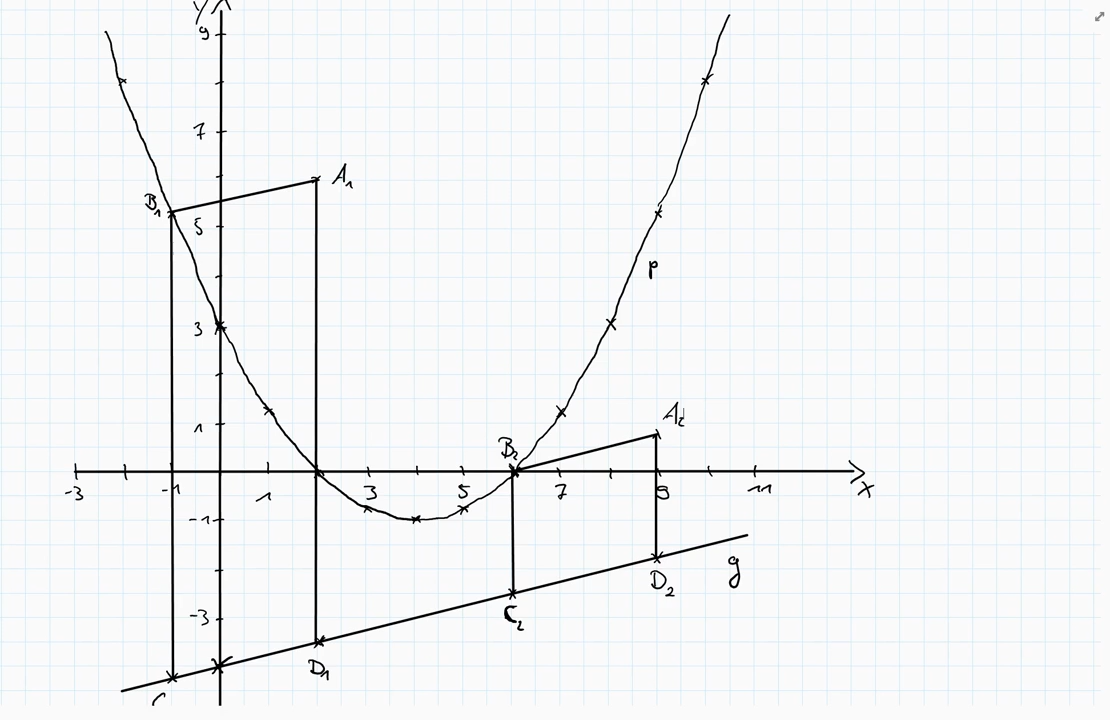 y
9
7
A₁
B₁
5
p
3
A₂
1
B₂
-3 -1 1 3 5 7 9 11 x
-1
g
D₂
-3
C₂
D₁
C